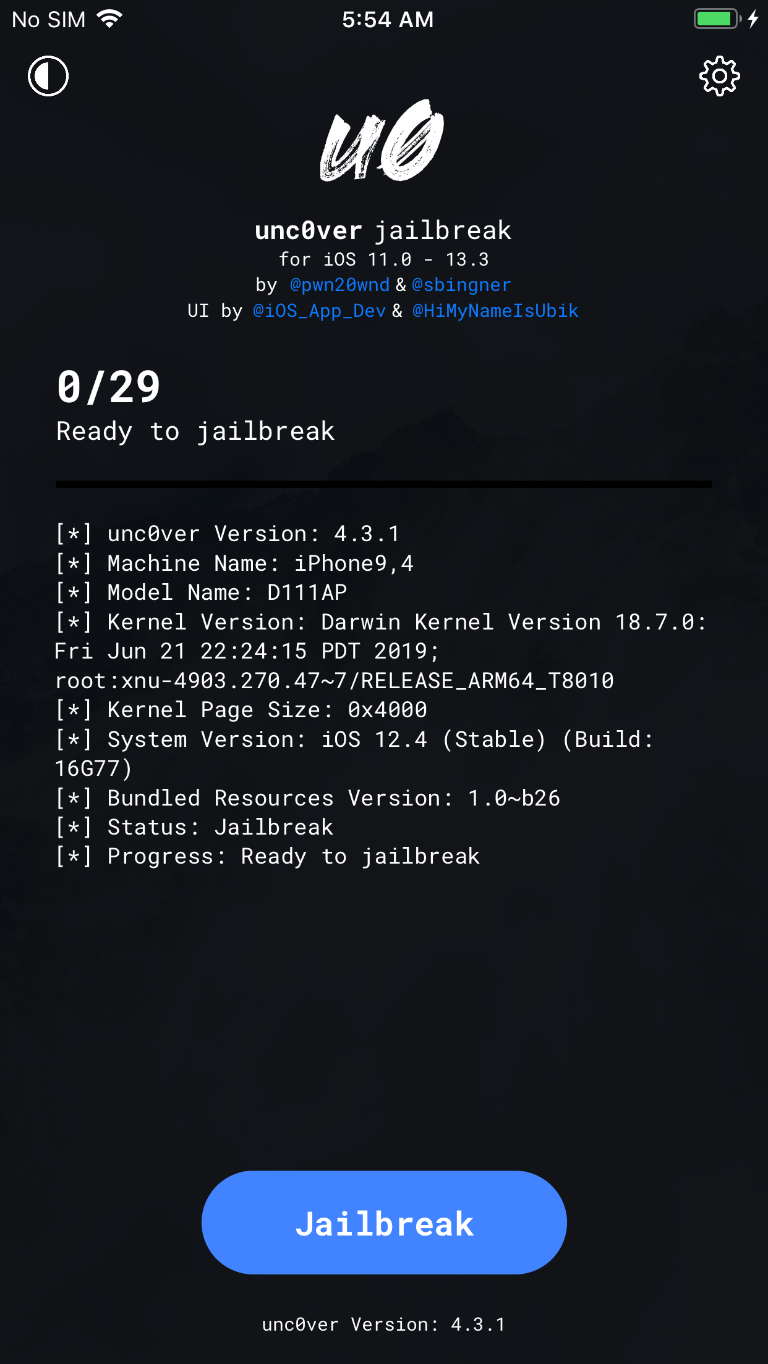 No SIM 5:54 AM
u0
unc0ver jailbreak
for iOS 11.0 - 13.3
by @pwn20wnd & @sbingner
UI by @iOS_App_Dev & @HiMyNameIsUbik
0/29
Ready to jailbreak
[*] unc0ver Version: 4.3.1
[*] Machine Name: iPhone9,4
[*] Model Name: D111AP
[*] Kernel Version: Darwin Kernel Version 18.7.0:
Fri Jun 21 22:24:15 PDT 2019;
root:xnu-4903.270.47~7/RELEASE_ARM64_T8010
[*] Kernel Page Size: 0x4000
[*] System Version: iOS 12.4 (Stable) (Build:
16G77)
[*] Bundled Resources Version: 1.0~b26
[*] Status: Jailbreak
[*] Progress: Ready to jailbreak
Jailbreak
unc0ver Version: 4.3.1